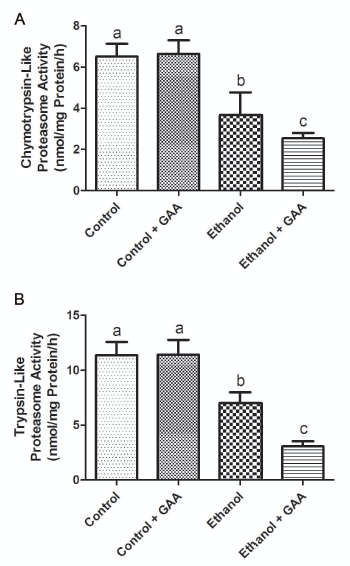 A
Chymotrypsin-Like
Proteasome Activity
(nmol/mg Protein/h)
8
6
4
2
0
a
a
b
c
Control
Control + GAA
Ethanol
Ethanol + GAA
B
Trypsin-Like
Proteasome Activity
(nmol/mg Protein/h)
15
10
5
0
a
a
b
c
Control
Control + GAA
Ethanol
Ethanol + GAA